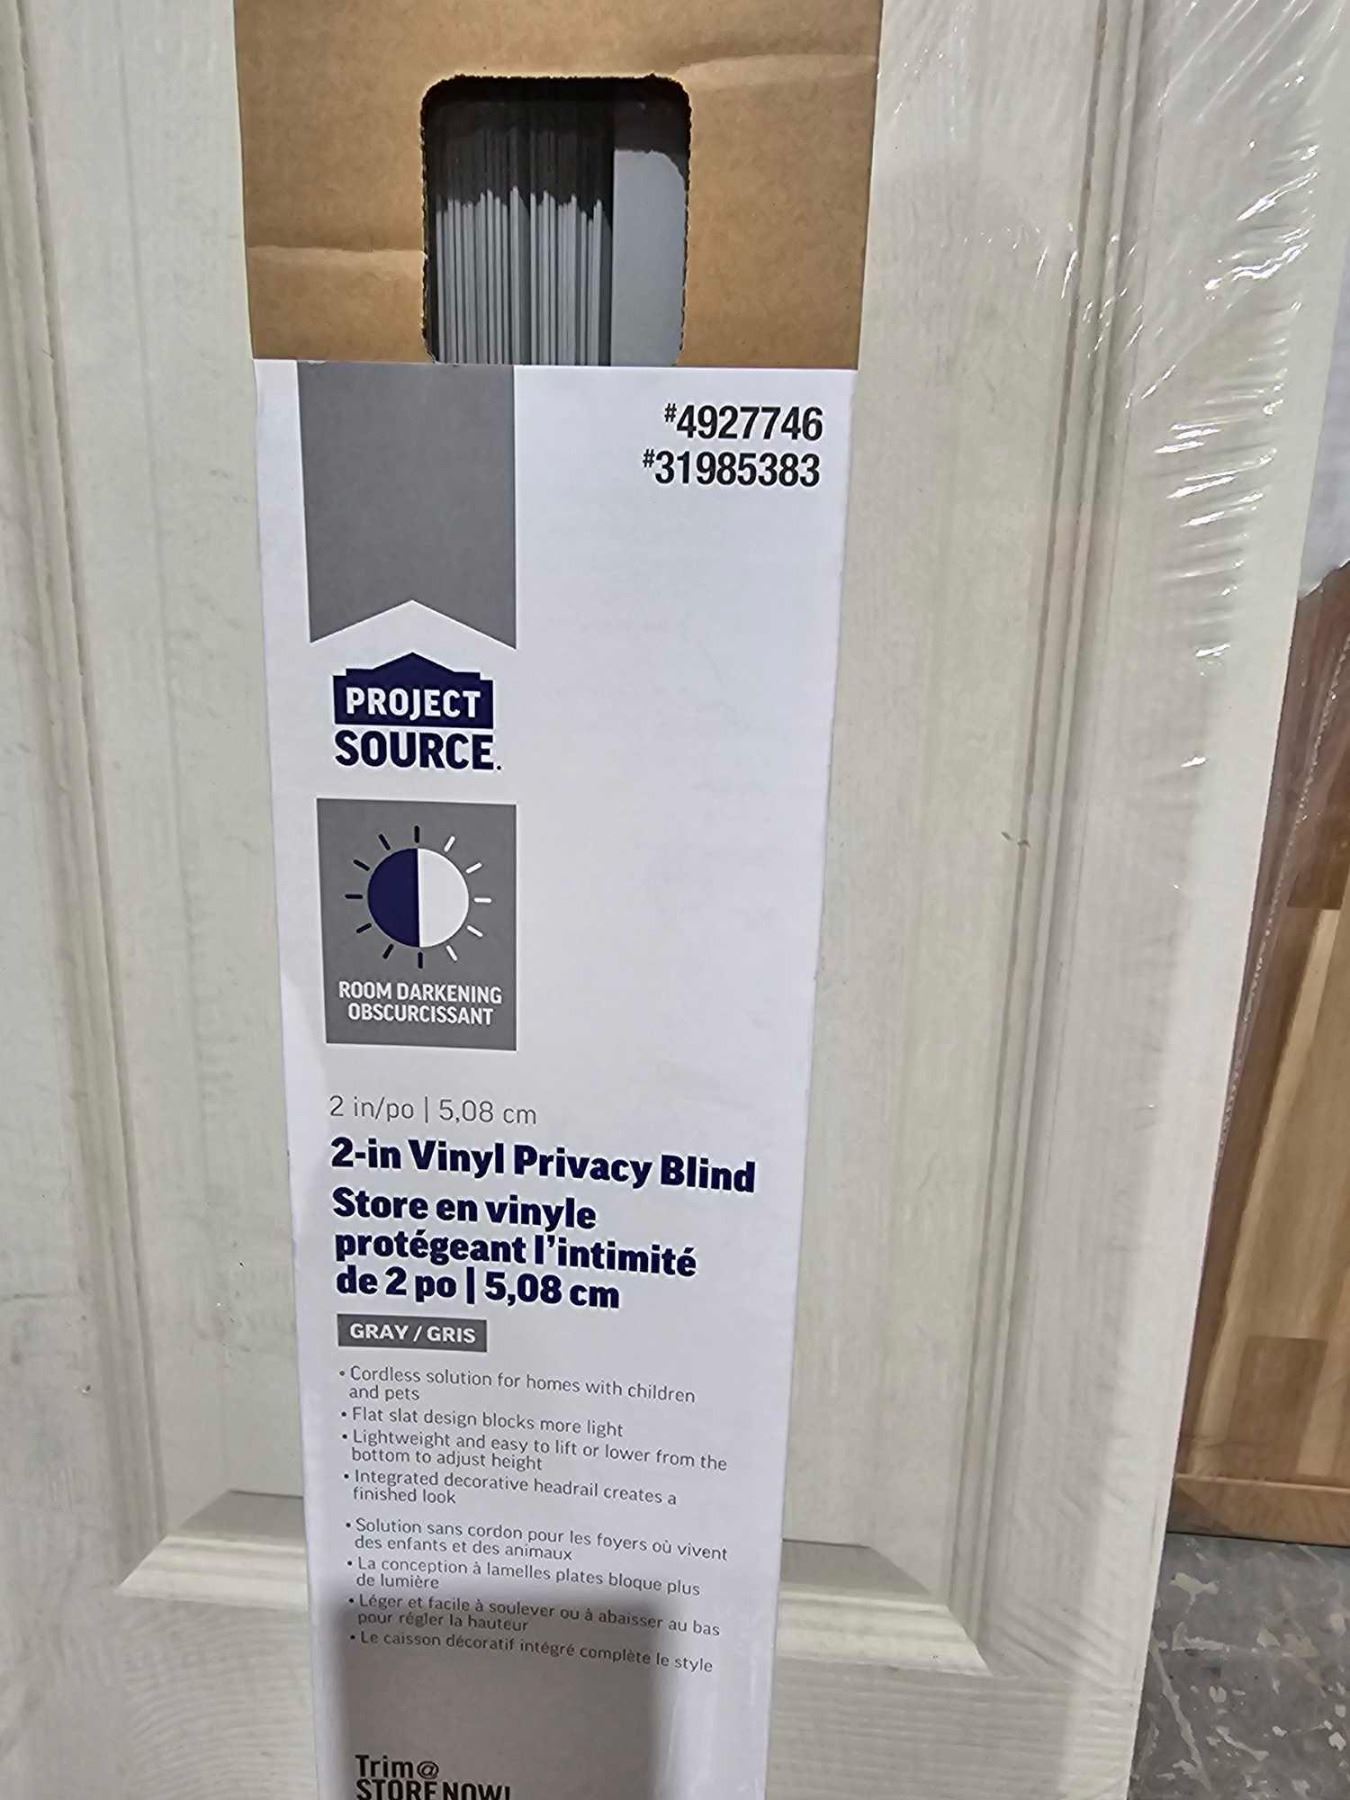 #4927746
#31985383
PROJECT
SOURCE.
ROOM DARKENING
OBSCURCISSANT
2 in/po | 5,08 cm
2-in Vinyl Privacy Blind
Store en vinyle
protégeant l'intimité
de 2 po | 5,08 cm
GRAY / GRIS
• Cordless solution for homes with children
and pets
• Flat slat design blocks more light
• Lightweight and easy to lift or lower from the
bottom to adjust height
• Integrated decorative headrail creates a
finished look
• Solution sans cordon pour les foyers où vivent
des enfants et des animaux
• La conception à lamelles plates bloque plus
de lumière
• Léger et facile à soulever ou à abaisser au bas
pour régler la hauteur
• Le caisson décoratif intégré complète le style
Trim@
STORE NOW!